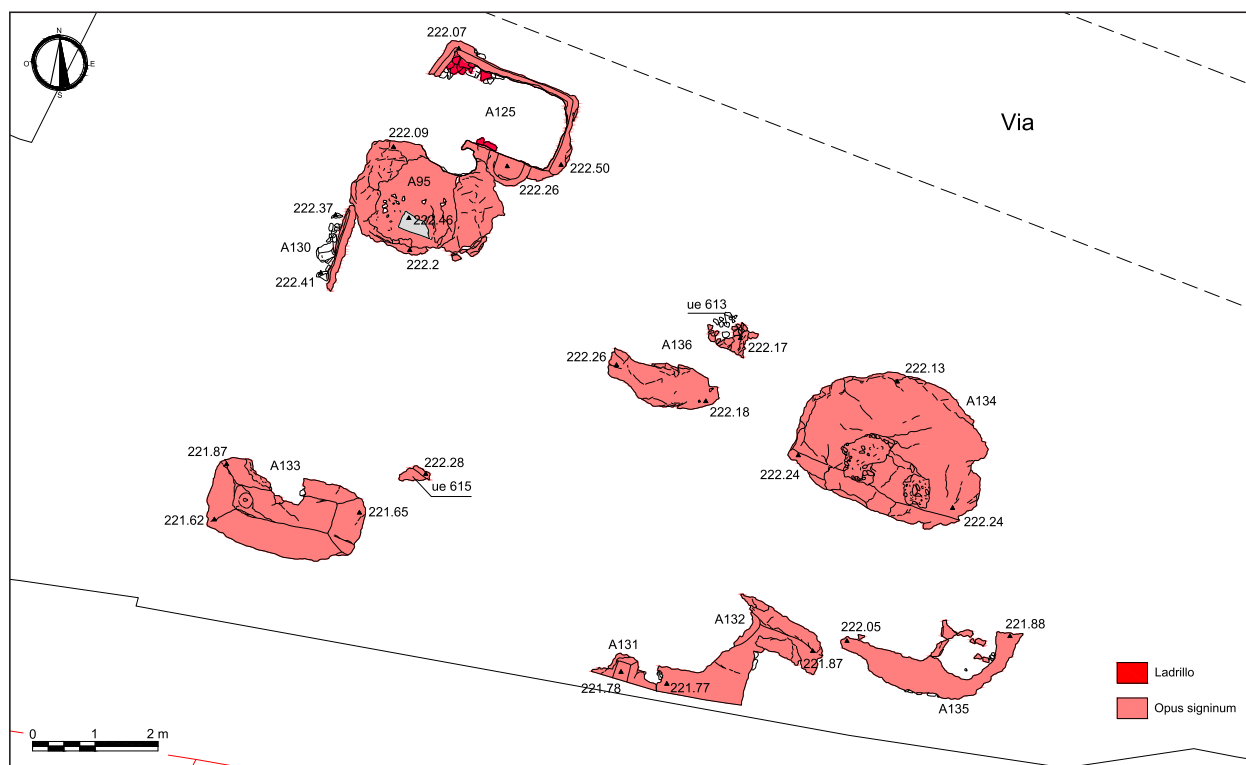 N
O
LE
S
222.07
Via
A125
222.09
222.50
222.26
A95
222.37
222.46
A130
222.2
222.41
ue 613
A136
222.17
222.26
222.13
222.18
A134
221.87
A133
222.28
222.24
ue 615
221.65
221.62
222.24
A132
222.05
221.88
A131
221.87
221.78
221.77
A135
Ladrillo
Opus signinum
0 1 2 m